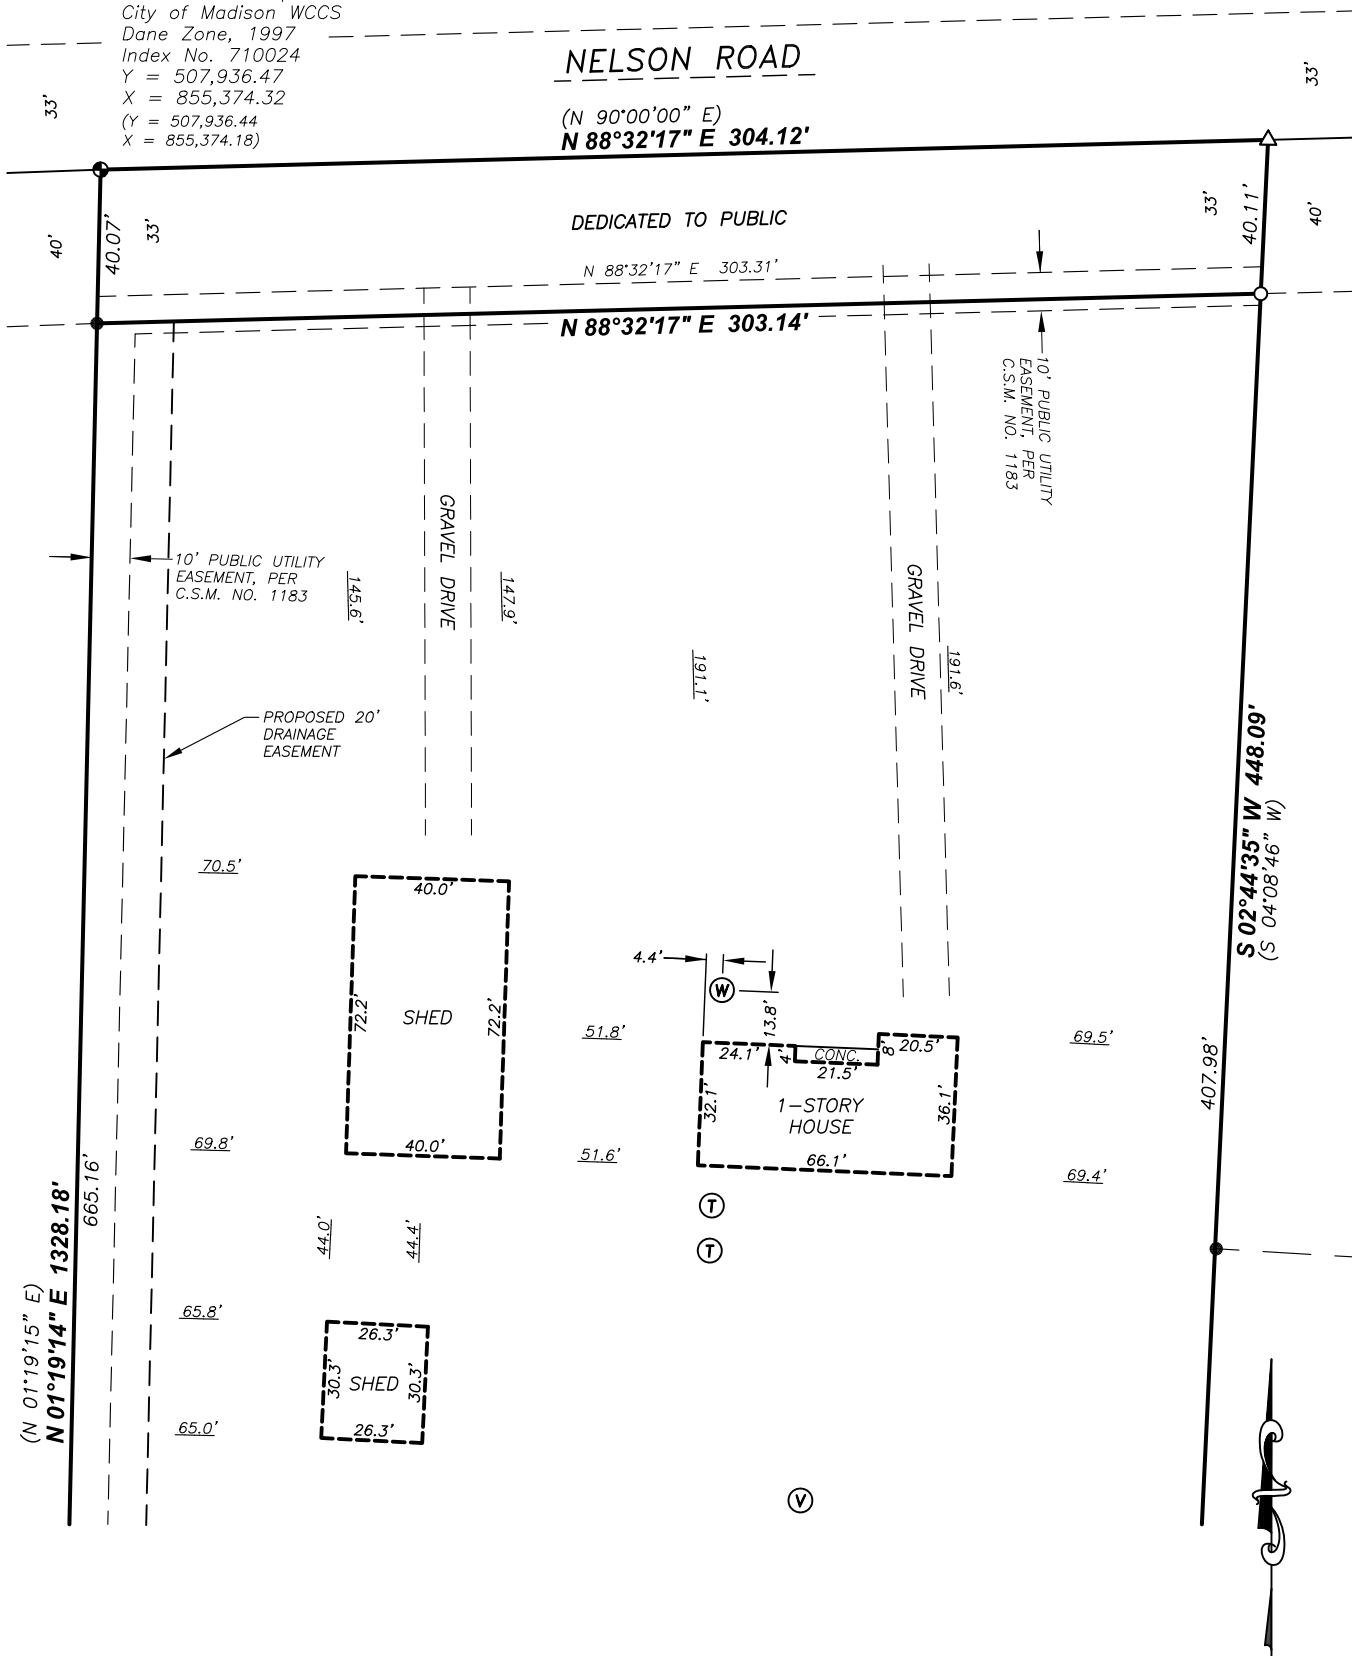 City of Madison WCCS
Dane Zone, 1997
Index No. 710024
Y = 507,936.47
X = 855,374.32
(Y = 507,936.44
X = 855,374.18)
NELSON ROAD
33'
33'
(N 90°00'00" E)
N 88°32'17" E 304.12'
40'
40.07'
33'
DEDICATED TO PUBLIC
33'
40.11'
40'
N 88°32'17" E 303.31'
N 88°32'17" E 303.14'
10' PUBLIC UTILITY
EASEMENT, PER
C.S.M. NO. 1183
10' PUBLIC UTILITY
EASEMENT, PER
C.S.M. NO. 1183
145.6'
GRAVEL DRIVE
147.9'
191.1'
GRAVEL DRIVE
191.6'
PROPOSED 20'
DRAINAGE
EASEMENT
S 02°44'35" W 448.09'
(S 04°08'46" W)
70.5'
40.0'
72.2'
SHED
72.2'
40.0'
4.4'
W
13.8'
51.8'
24.1'
4'
CONC.
8'
20.5'
21.5'
69.5'
32.1'
1-STORY
HOUSE
36.1'
407.98'
69.8'
51.6'
66.1'
69.4'
665.16'
N 01°19'14" E 1328.18'
(N 01°19'15" E)
T
T
44.0'
44.4'
65.8'
26.3'
30.3'
SHED
30.3'
26.3'
65.0'
V